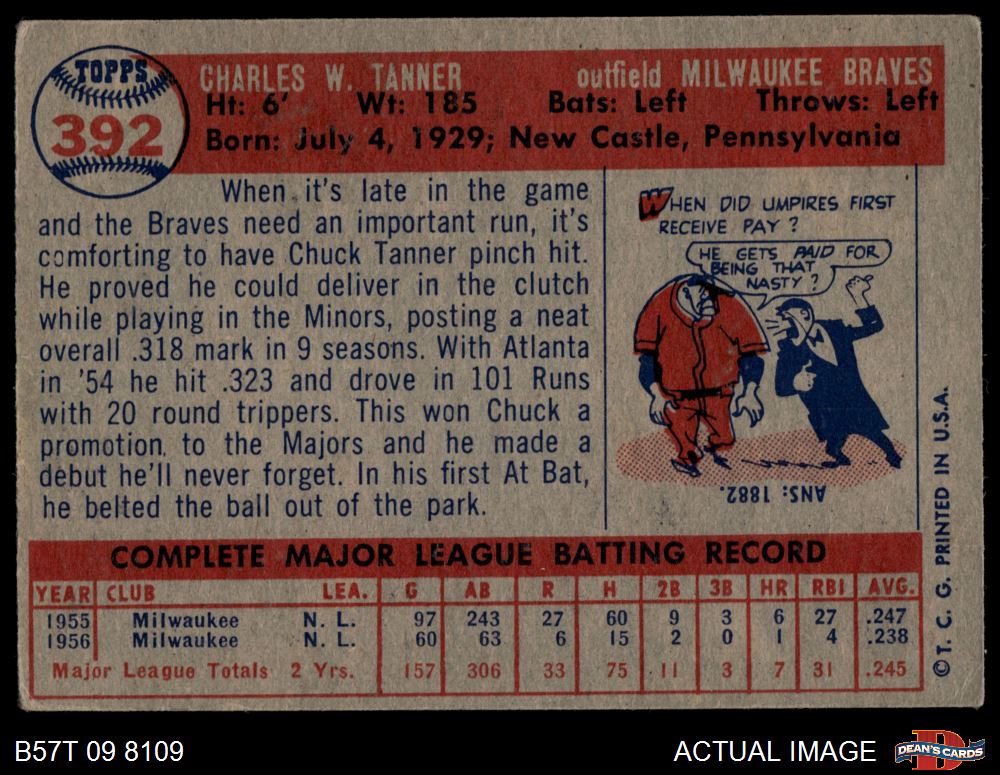 TOPPS
392
CHARLES W. TANNER outfield MILWAUKEE BRAVES
Ht: 6' Wt: 185 Bats: Left Throws: Left
Born: July 4, 1929; New Castle, Pennsylvania
When it's late in the game
and the Braves need an important run, it's
comforting to have Chuck Tanner pinch hit.
He proved he could deliver in the clutch
while playing in the Minors, posting a neat
overall .318 mark in 9 seasons. With Atlanta
in '54 he hit .323 and drove in 101 Runs
with 20 round trippers. This won Chuck a
promotion to the Majors and he made a
debut he'll never forget. In his first At Bat,
he belted the ball out of the park.
WHEN DID UMPIRES FIRST
RECEIVE PAY?
HE GETS PAID FOR
BEING THAT
NASTY?
ANS: 1882.
COMPLETE MAJOR LEAGUE BATTING RECORD
YEAR CLUB LEA. G AB R H 2B 3B HR RBI AVG.
1955 Milwaukee N. L. 97 243 27 60 9 3 6 27 .247
1956 Milwaukee N. L. 60 63 6 15 2 0 1 4 .238
Major League Totals 2 Yrs. 157 306 33 75 11 3 7 31 .245
© T. C. G. PRINTED IN U.S.A.
B57T 09 8109 ACTUAL IMAGE
D
DEAN'S CARDS